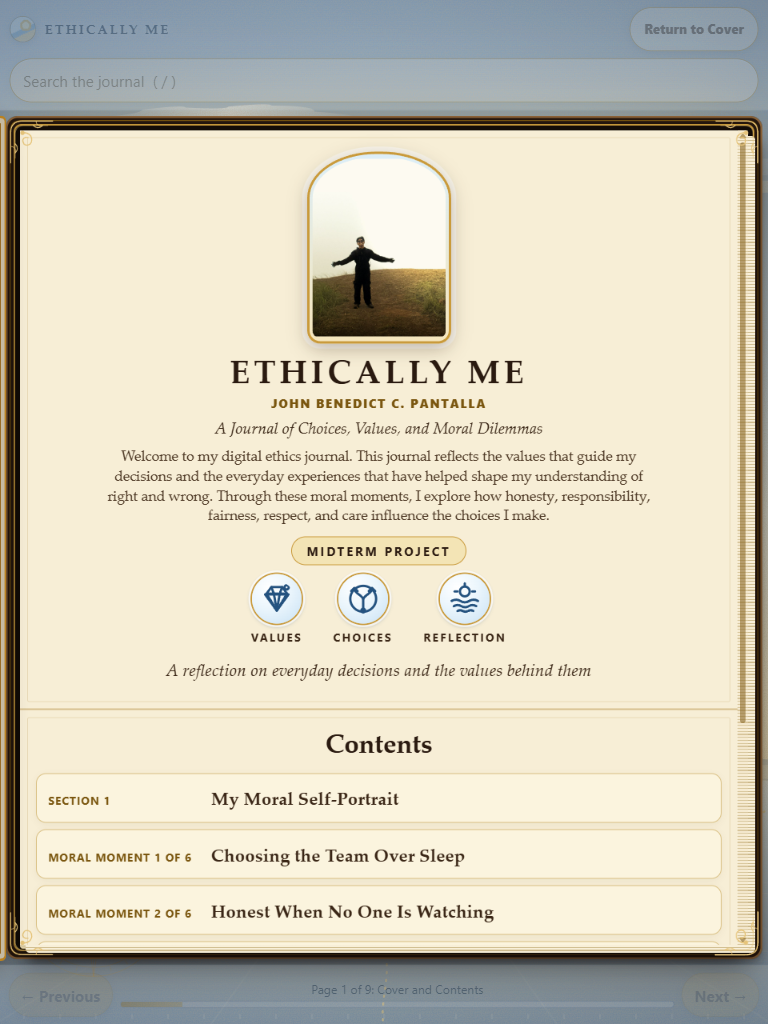 ETHICALLY ME
Return to Cover
Search the journal ( / )
ETHICALLY ME
JOHN BENEDICT C. PANTALLA
A Journal of Choices, Values, and Moral Dilemmas
Welcome to my digital ethics journal. This journal reflects the values that guide my
decisions and the everyday experiences that have helped shape my understanding of
right and wrong. Through these moral moments, I explore how honesty, responsibility,
fairness, respect, and care influence the choices I make.
MIDTERM PROJECT
VALUES CHOICES REFLECTION
A reflection on everyday decisions and the values behind them
Contents
SECTION 1 My Moral Self-Portrait
MORAL MOMENT 1 OF 6 Choosing the Team Over Sleep
MORAL MOMENT 2 OF 6 Honest When No One Is Watching
← Previous
Page 1 of 9: Cover and Contents
Next →